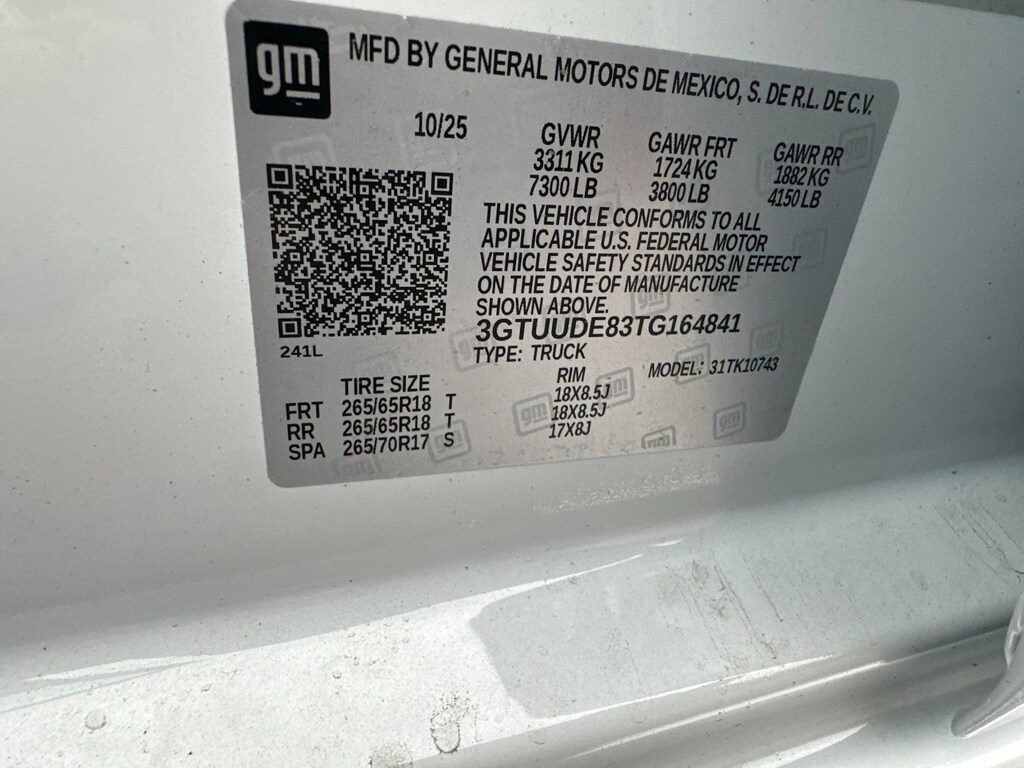 gm
MFD BY GENERAL MOTORS DE MEXICO, S. DE R.L. DE C.V.
10/25
GVWR GAWR FRT GAWR RR
3311 KG 1724 KG 1882 KG
7300 LB 3800 LB 4150 LB
THIS VEHICLE CONFORMS TO ALL
APPLICABLE U.S. FEDERAL MOTOR
VEHICLE SAFETY STANDARDS IN EFFECT
ON THE DATE OF MANUFACTURE
SHOWN ABOVE.
3GTUUDE83TG164841
241L
TYPE: TRUCK MODEL: 31TK10743
TIRE SIZE RIM
FRT 265/65R18 T 18X8.5J
RR 265/65R18 T 18X8.5J
SPA 265/70R17 S 17X8J